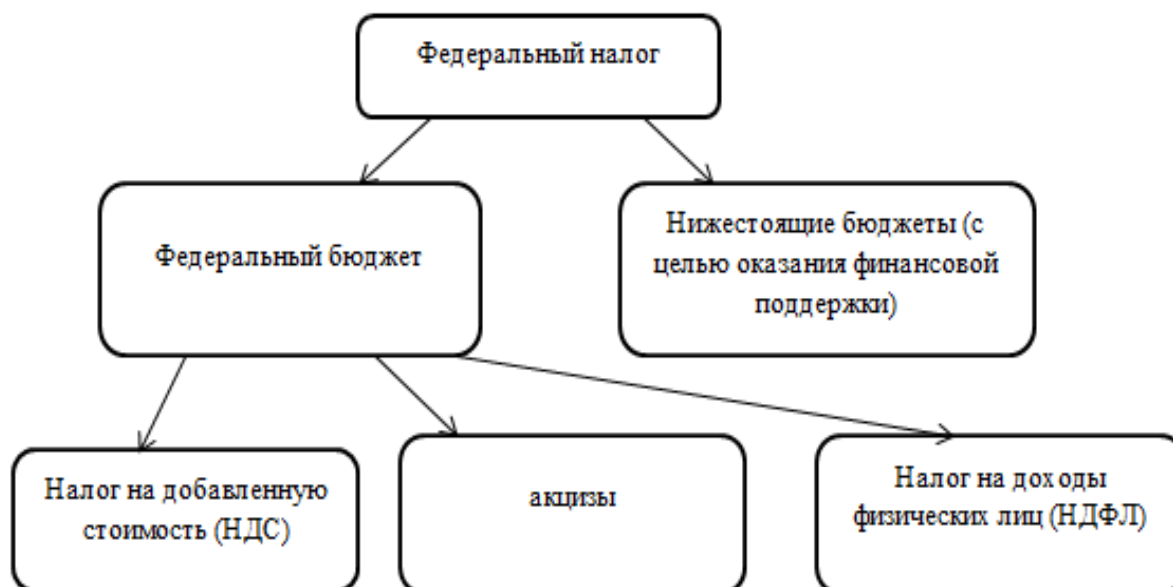 Федеральный налог
Федеральный бюджет
Нижестоящие бюджеты (с
целью оказания финансовой
поддержки)
Налог на добавленную
стоимость (НДС)
акцизы
Налог на доходы
физических лиц (НДФЛ)